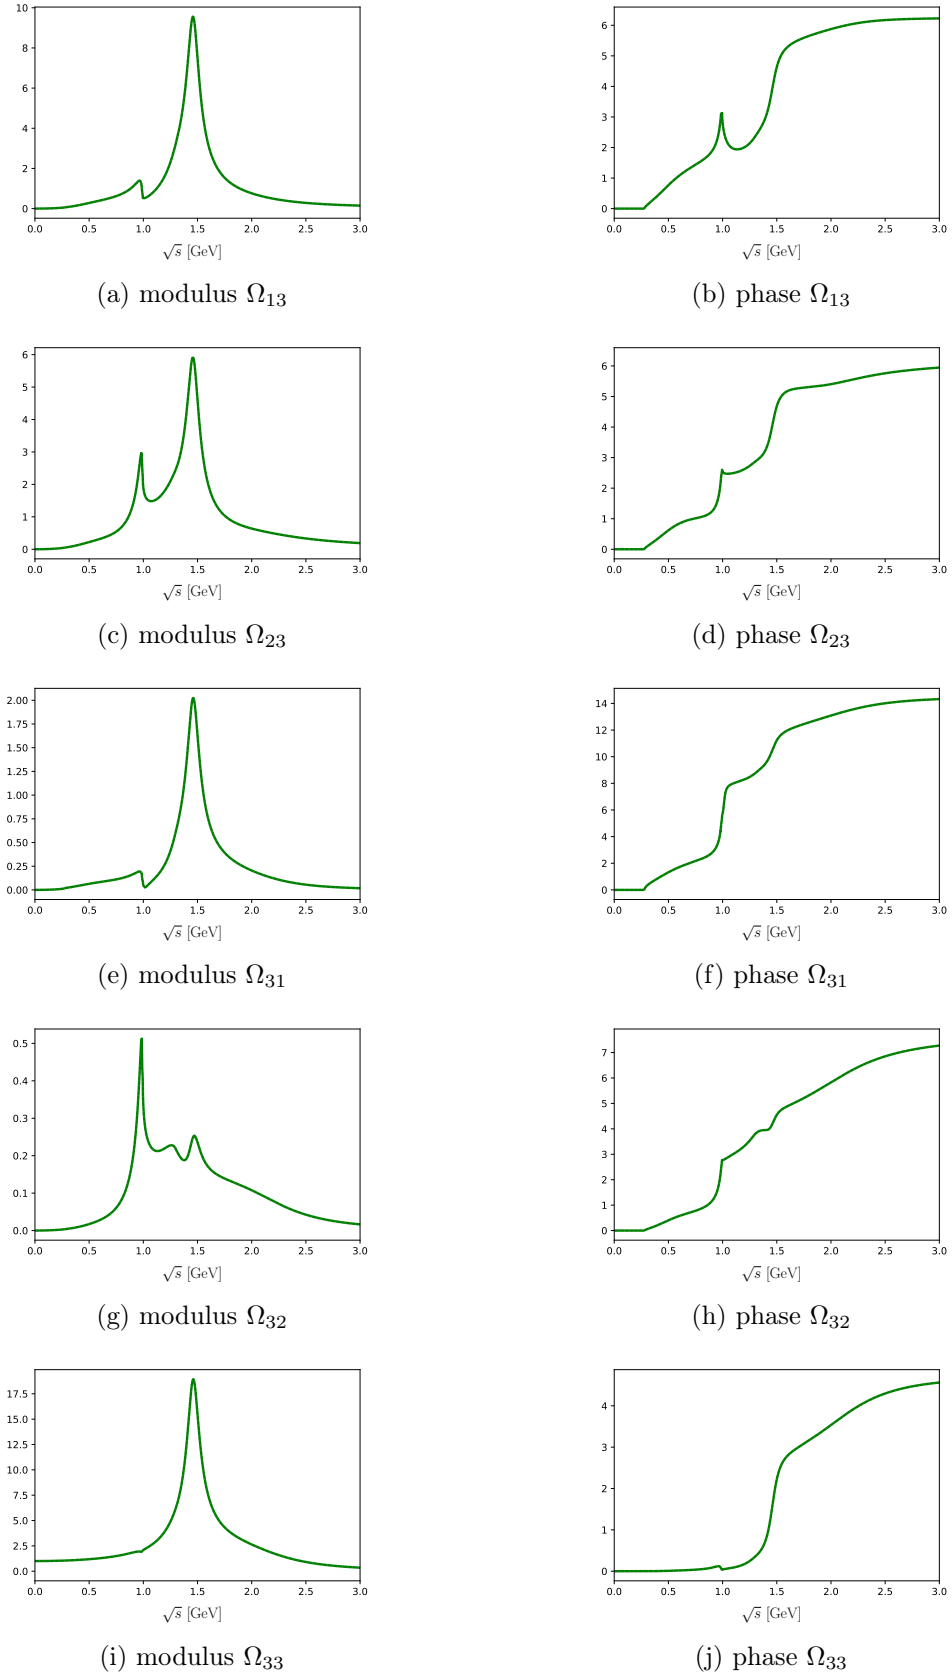 10
8
6
4
2
0
0.0 0.5 1.0 1.5 2.0 2.5 3.0
√s [GeV]
(a) modulus Ω13
6
5
4
3
2
1
0
0.0 0.5 1.0 1.5 2.0 2.5 3.0
√s [GeV]
(b) phase Ω13
6
5
4
3
2
1
0
0.0 0.5 1.0 1.5 2.0 2.5 3.0
√s [GeV]
(c) modulus Ω23
6
5
4
3
2
1
0
0.0 0.5 1.0 1.5 2.0 2.5 3.0
√s [GeV]
(d) phase Ω23
2.00
1.75
1.50
1.25
1.00
0.75
0.50
0.25
0.00
0.0 0.5 1.0 1.5 2.0 2.5 3.0
√s [GeV]
(e) modulus Ω31
14
12
10
8
6
4
2
0
0.0 0.5 1.0 1.5 2.0 2.5 3.0
√s [GeV]
(f) phase Ω31
0.5
0.4
0.3
0.2
0.1
0.0
0.0 0.5 1.0 1.5 2.0 2.5 3.0
√s [GeV]
(g) modulus Ω32
7
6
5
4
3
2
1
0
0.0 0.5 1.0 1.5 2.0 2.5 3.0
√s [GeV]
(h) phase Ω32
17.5
15.0
12.5
10.0
7.5
5.0
2.5
0.0
0.0 0.5 1.0 1.5 2.0 2.5 3.0
√s [GeV]
(i) modulus Ω33
4
3
2
1
0
0.0 0.5 1.0 1.5 2.0 2.5 3.0
√s [GeV]
(j) phase Ω33